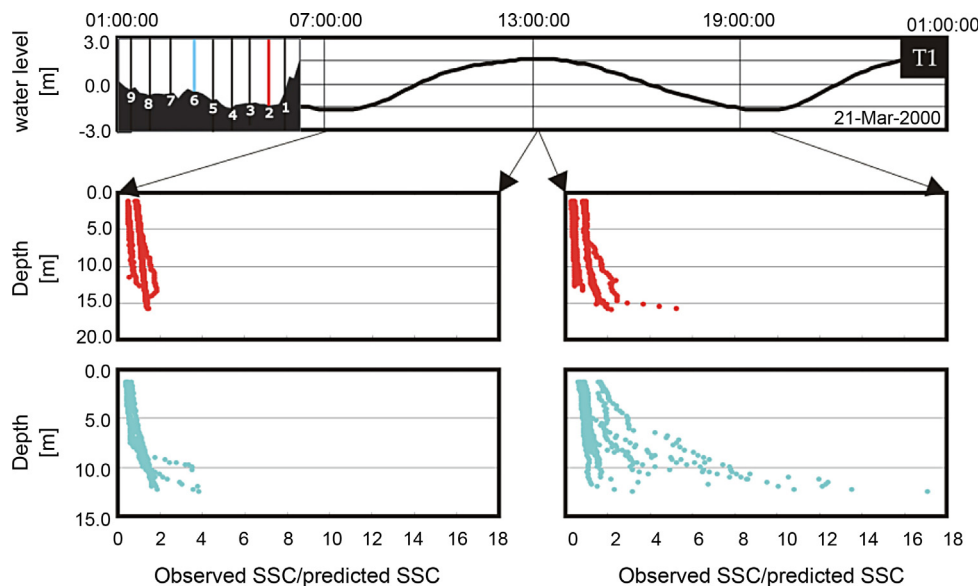 01:00:00 07:00:00 13:00:00 19:00:00 01:00:00
water level
[m]
3.0
0.0
-3.0
9 8 7 6 5 4 3 2 1
T1
21-Mar-2000
Depth
[m]
0.0
5.0
10.0
15.0
20.0
Depth
[m]
0.0
5.0
10.0
15.0
0 2 4 6 8 10 12 14 16 18
0 2 4 6 8 10 12 14 16 18
Observed SSC/predicted SSC
Observed SSC/predicted SSC